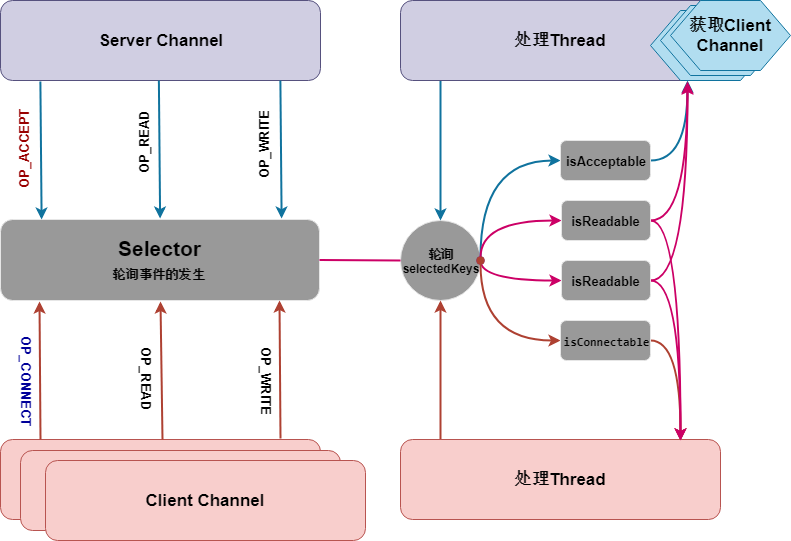 Server Channel
处理Thread
获取Client
Channel
OP_ACCEPT
OP_READ
OP_WRITE
isAcceptable
isReadable
isReadable
isConnectable
Selector
轮询事件的发生
轮询
selectedKeys
OP_CONNECT
OP_READ
OP_WRITE
Client Channel
处理Thread